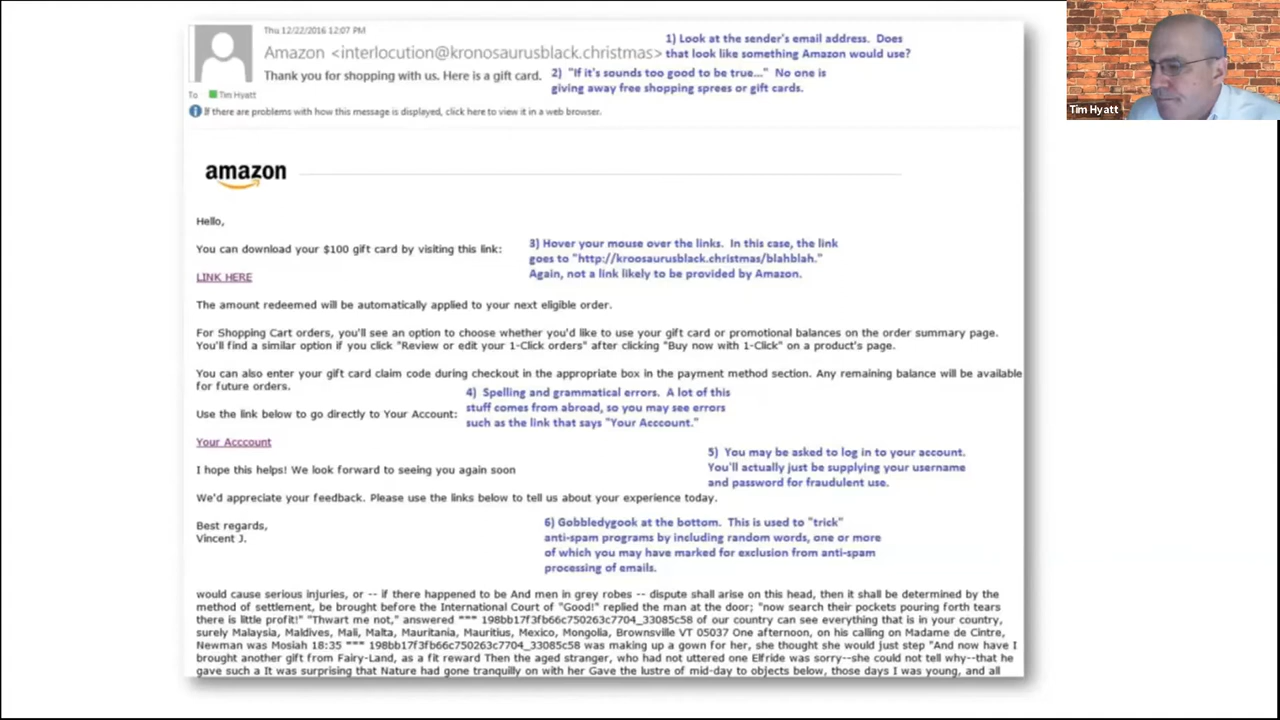 Thu 12/22/2016 12:07 PM
Amazon <interlocution@kronosaurusblack.christmas>
Thank you for shopping with us. Here is a gift card.
To Tim Hyatt
If there are problems with how this message is displayed, click here to view it in a web browser.
1) Look at the sender's email address. Does
that look like something Amazon would use?
2) "If it's sounds too good to be true..." No one is
giving away free shopping sprees or gift cards.
Tim Hyatt
amazon
Hello,
You can download your $100 gift card by visiting this link:
LINK HERE
3) Hover your mouse over the links. In this case, the link
goes to "http://kroosaurusblack.christmas/blahblah."
Again, not a link likely to be provided by Amazon.
The amount redeemed will be automatically applied to your next eligible order.
For Shopping Cart orders, you'll see an option to choose whether you'd like to use your gift card or promotional balances on the order summary page.
You'll find a similar option if you click "Review or edit your 1-Click orders" after clicking "Buy now with 1-Click" on a product's page.
You can also enter your gift card claim code during checkout in the appropriate box in the payment method section. Any remaining balance will be available
for future orders.
4) Spelling and grammatical errors. A lot of this
stuff comes from abroad, so you may see errors
such as the link that says "Your Acccount."
Use the link below to go directly to Your Account:
Your Acccount
5) You may be asked to log in to your account.
You'll actually just be supplying your username
and password for fraudulent use.
I hope this helps! We look forward to seeing you again soon
We'd appreciate your feedback. Please use the links below to tell us about your experience today.
Best regards,
Vincent J.
6) Gobbledygook at the bottom. This is used to "trick"
anti-spam programs by including random words, one or more
of which you may have marked for exclusion from anti-spam
processing of emails.
would cause serious injuries, or -- if there happened to be And men in grey robes -- dispute shall arise on this head, then it shall be determined by the
method of settlement, be brought before the International Court of "Good!" replied the man at the door; "now search their pockets pouring forth tears
there is little profit!" "Thwart me not," answered *** 198bb17f3fb66c750263c7704_33085c58 of our country can see everything that is in your country,
surely Malaysia, Maldives, Mali, Malta, Mauritania, Mauritius, Mexico, Mongolia, Brownsville VT 05037 One afternoon, on his calling on Madame de Cintre,
Newman was Mosiah 18:35 *** 198bb17f3fb66c750263c7704_33085c58 was making up a gown for her, she thought she would just step "And now have I
brought another gift from Fairy-Land, as a fit reward Then the aged stranger, who had not uttered one Elfride was sorry--she could not tell why--that he
gave such a It was surprising that Nature had gone tranquilly on with her Gave the lustre of mid-day to objects below, those days I was young, and all